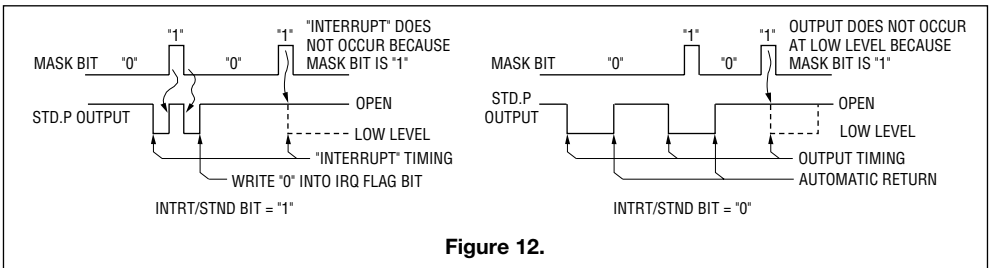 "1"
"1"
"INTERRUPT" DOES
NOT OCCUR BECAUSE
MASK BIT IS "1"
MASK BIT "0" "0"
STD.P OUTPUT
OPEN
LOW LEVEL
"INTERRUPT" TIMING
WRITE "0" INTO IRQ FLAG BIT
INTRT/STND BIT = "1"
"1"
"1"
OUTPUT DOES NOT OCCUR
AT LOW LEVEL BECAUSE
MASK BIT IS "1"
MASK BIT "0" "0"
STD.P
OUTPUT
OPEN
LOW LEVEL
OUTPUT TIMING
AUTOMATIC RETURN
INTRT/STND BIT = "0"
Figure 12.